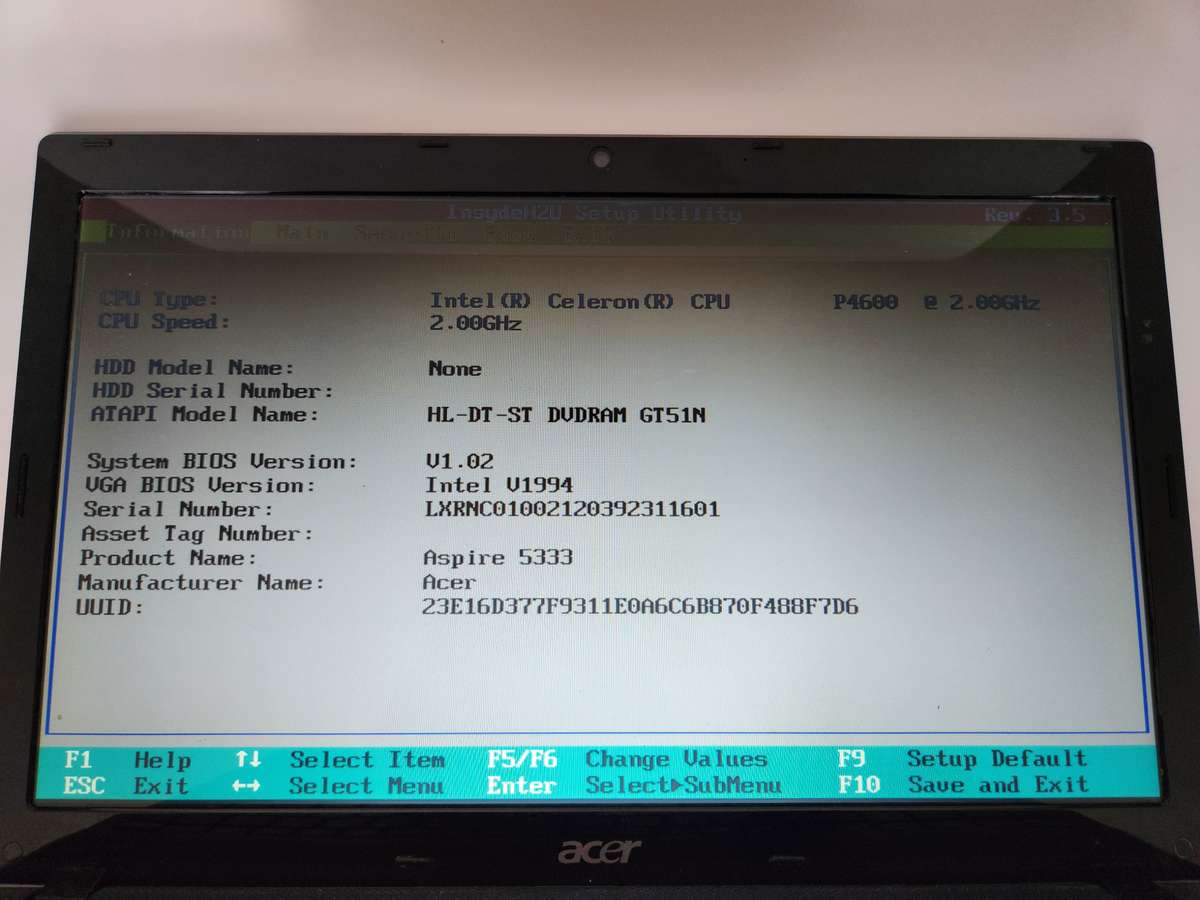 InsydeH2O Setup Utility Rev. 3.5
Information Main Security Boot Exit
CPU Type: Intel(R) Celeron(R) CPU P4600 @ 2.00GHz
CPU Speed: 2.00GHz
HDD Model Name: None
HDD Serial Number:
ATAPI Model Name: HL-DT-ST DVDRAM GT51N
System BIOS Version: V1.02
VGA BIOS Version: Intel V1994
Serial Number: LXRNC01002120392311601
Asset Tag Number:
Product Name: Aspire 5333
Manufacturer Name: Acer
UUID: 23E16D377F9311E0A6C6B870F488F7D6
F1 Help ↑↓ Select Item F5/F6 Change Values F9 Setup Default
ESC Exit ←→ Select Menu Enter Select▶SubMenu F10 Save and Exit
acer